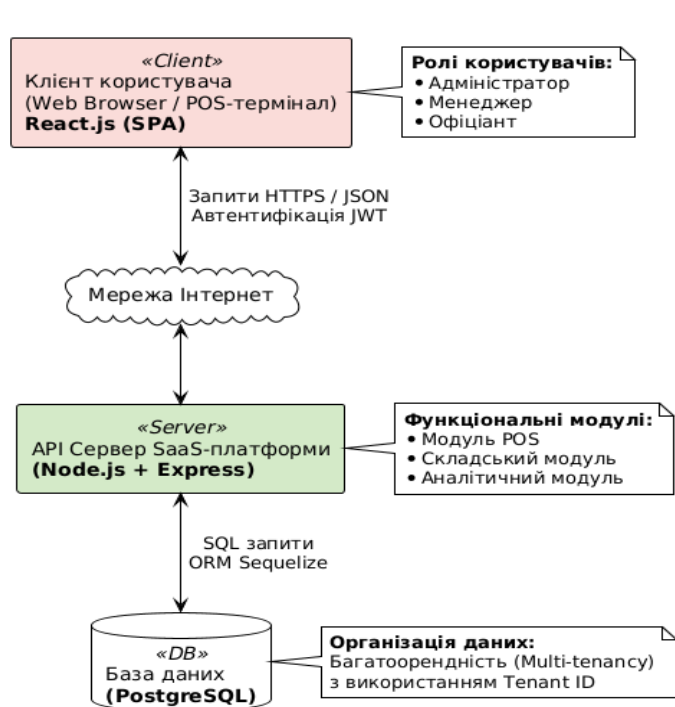 «Client»
Клієнт користувача
(Web Browser / POS-термінал)
React.js (SPA)
Ролі користувачів:
• Адміністратор
• Менеджер
• Офіціант
Запити HTTPS / JSON
Автентифікація JWT
Мережа Інтернет
«Server»
API Сервер SaaS-платформи
(Node.js + Express)
Функціональні модулі:
• Модуль POS
• Складський модуль
• Аналітичний модуль
SQL запити
ORM Sequelize
«DB»
База даних
(PostgreSQL)
Організація даних:
Багатоорендність (Multi-tenancy)
з використанням Tenant ID